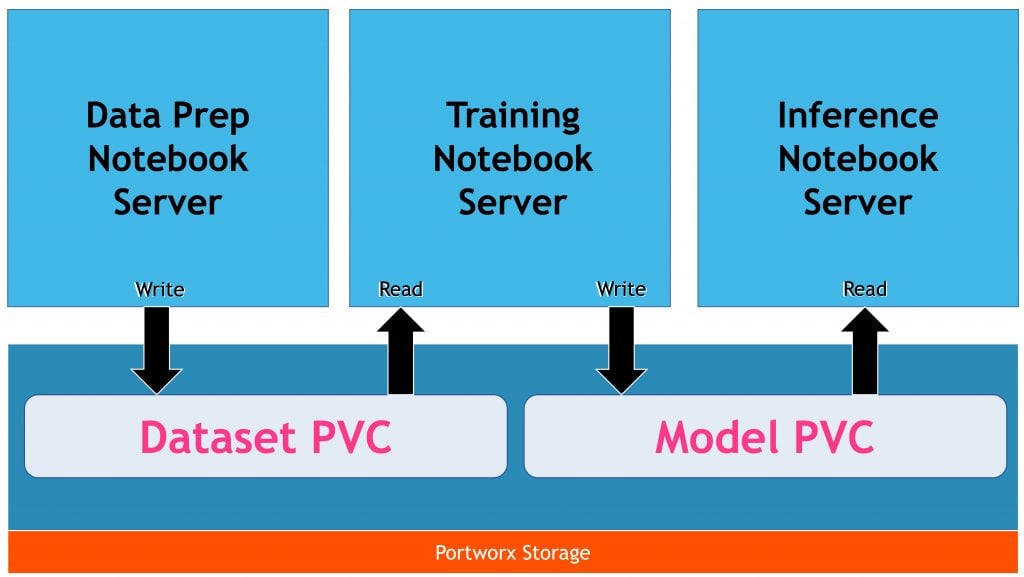 Data Prep
Notebook
Server
Training
Notebook
Server
Inference
Notebook
Server
Write
Read
Write
Read
Dataset PVC
Model PVC
Portworx Storage